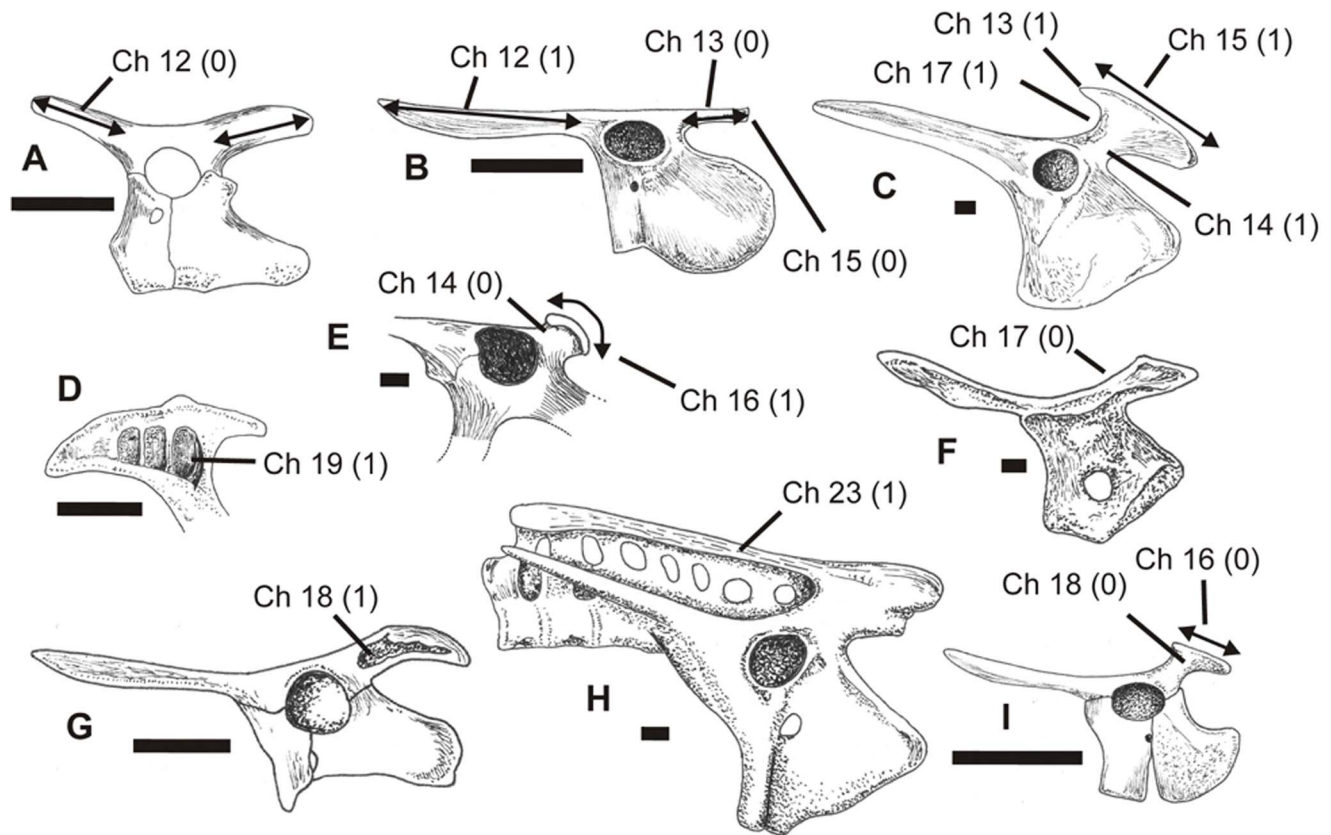 Ch 12 (0)
A
Ch 12 (1)
Ch 13 (0)
B
Ch 15 (0)
Ch 13 (1)
Ch 15 (1)
Ch 17 (1)
C
Ch 14 (1)
D
Ch 19 (1)
Ch 14 (0)
E
Ch 16 (1)
Ch 17 (0)
F
Ch 18 (1)
G
Ch 23 (1)
H
Ch 16 (0)
Ch 18 (0)
I